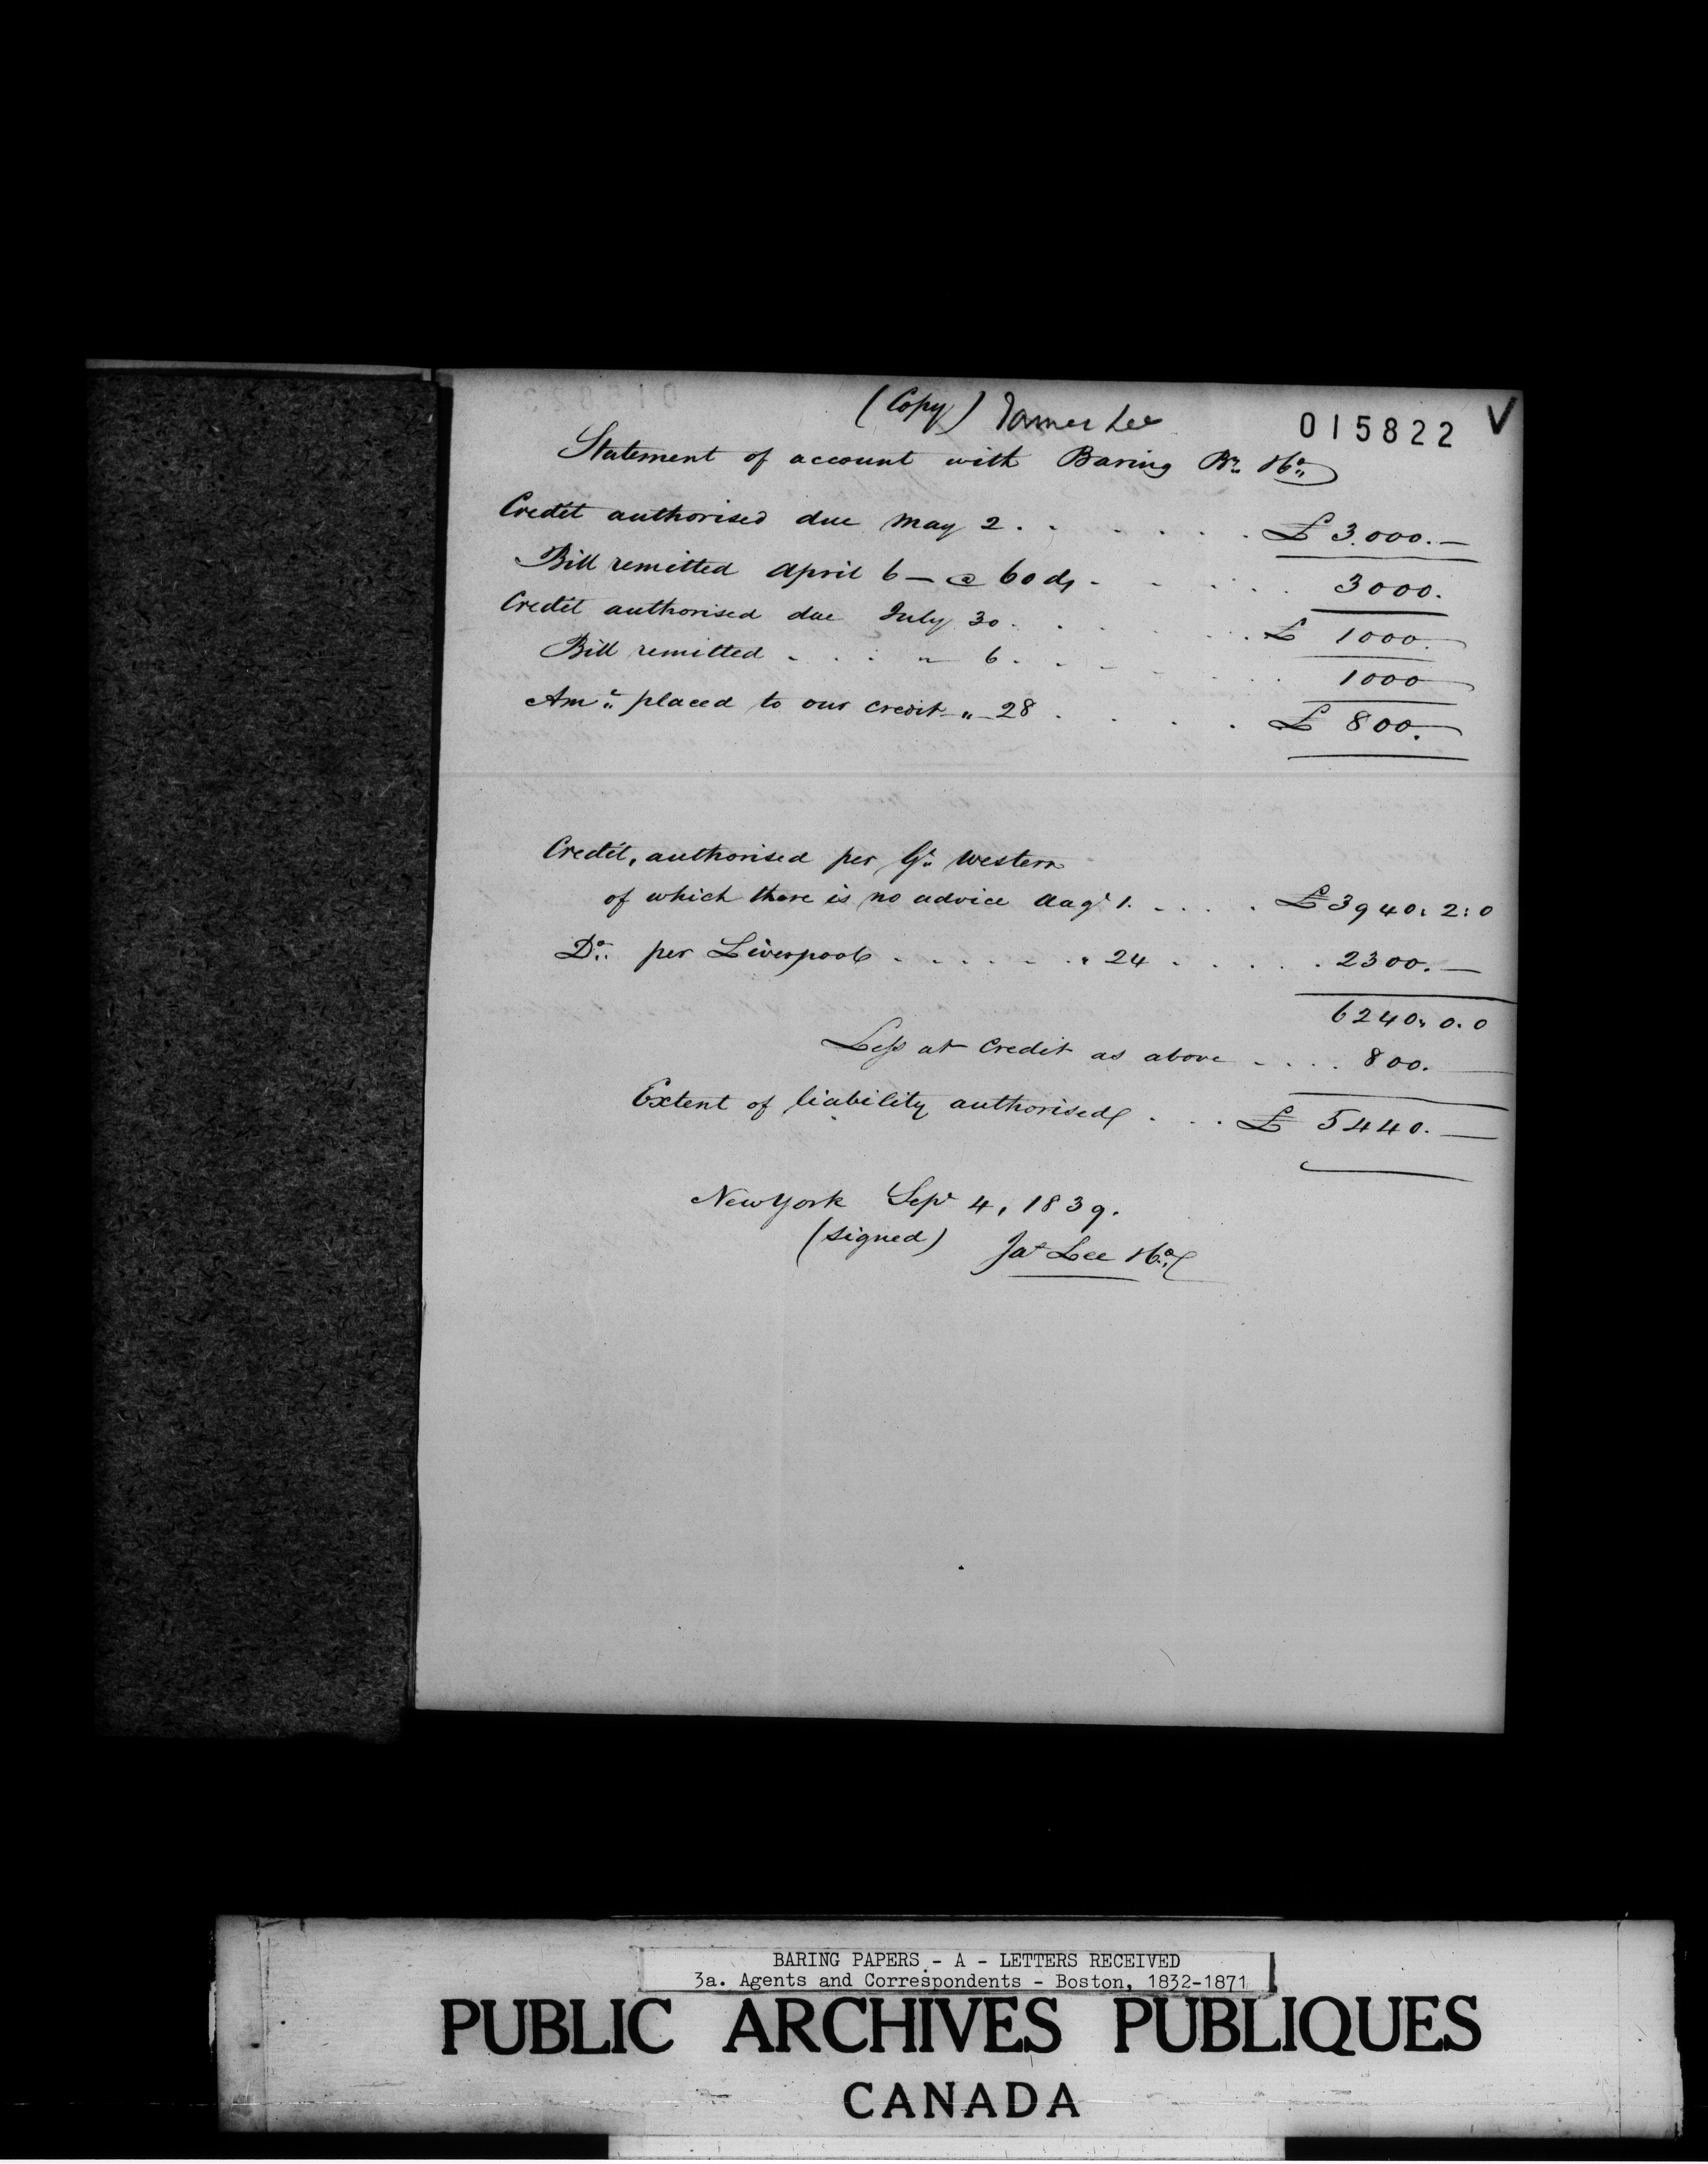 (Copy) James Lee
015822 V
Statement of account with Baring Brs & Co
Credit authorised due May 2 . . . . . . £ 3.000. —
Bill remitted April 6 — @ 60 ds - - . . . 3000.
Credit authorised due July 30 . . . . . . £ 1000.
Bill remitted . . . " 6 . . . . . 1000
Amt placed to our credit " 28 . . . . . £ 800.
Credit, authorised per Gt Western
of which there is no advice Augt 1. . . . . £ 3940: 2: 0
Do per Liverpool . . . . . . " 24 . . . . . 2300. —
6240. 0. 0
Less at credit as above . . . . 800.
Extent of liability authorised . . . £ 5440. —
New York Sept 4, 1839.
(signed) Jas Lee & Co
BARING PAPERS - A - LETTERS RECEIVED
3a. Agents and Correspondents - Boston, 1832-1871
PUBLIC ARCHIVES PUBLIQUES
CANADA